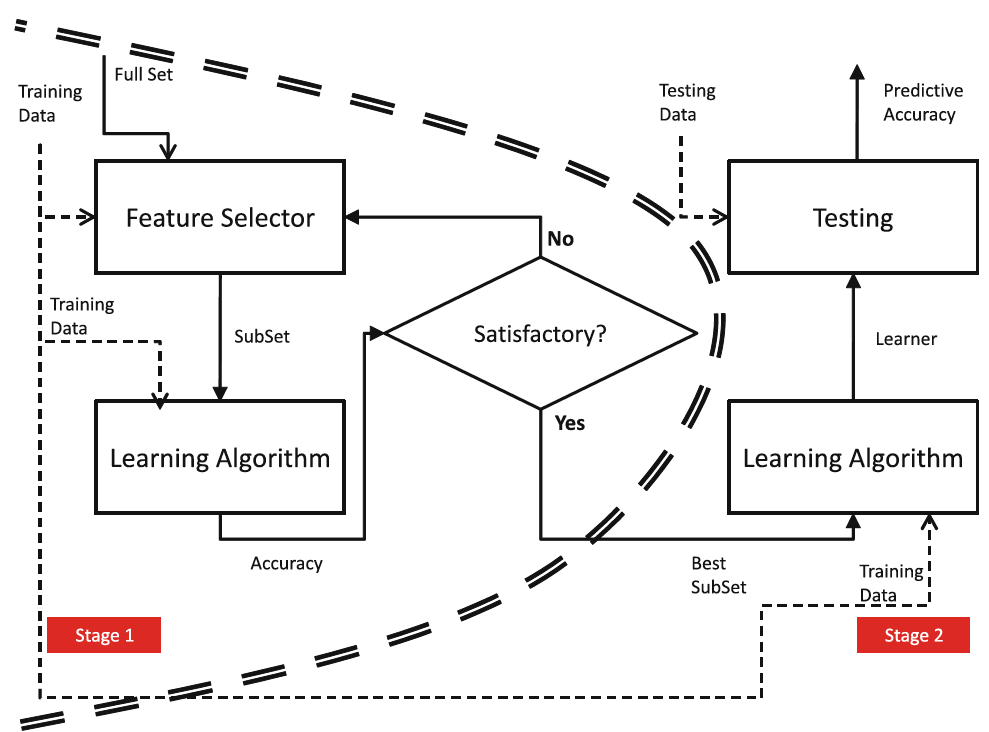 Full Set
Training
Data
Testing
Data
Predictive
Accuracy
Feature Selector
Testing
No
Training
Data
SubSet
Satisfactory?
Learner
Yes
Learning Algorithm
Learning Algorithm
Accuracy
Best
SubSet
Training
Data
Stage 1
Stage 2